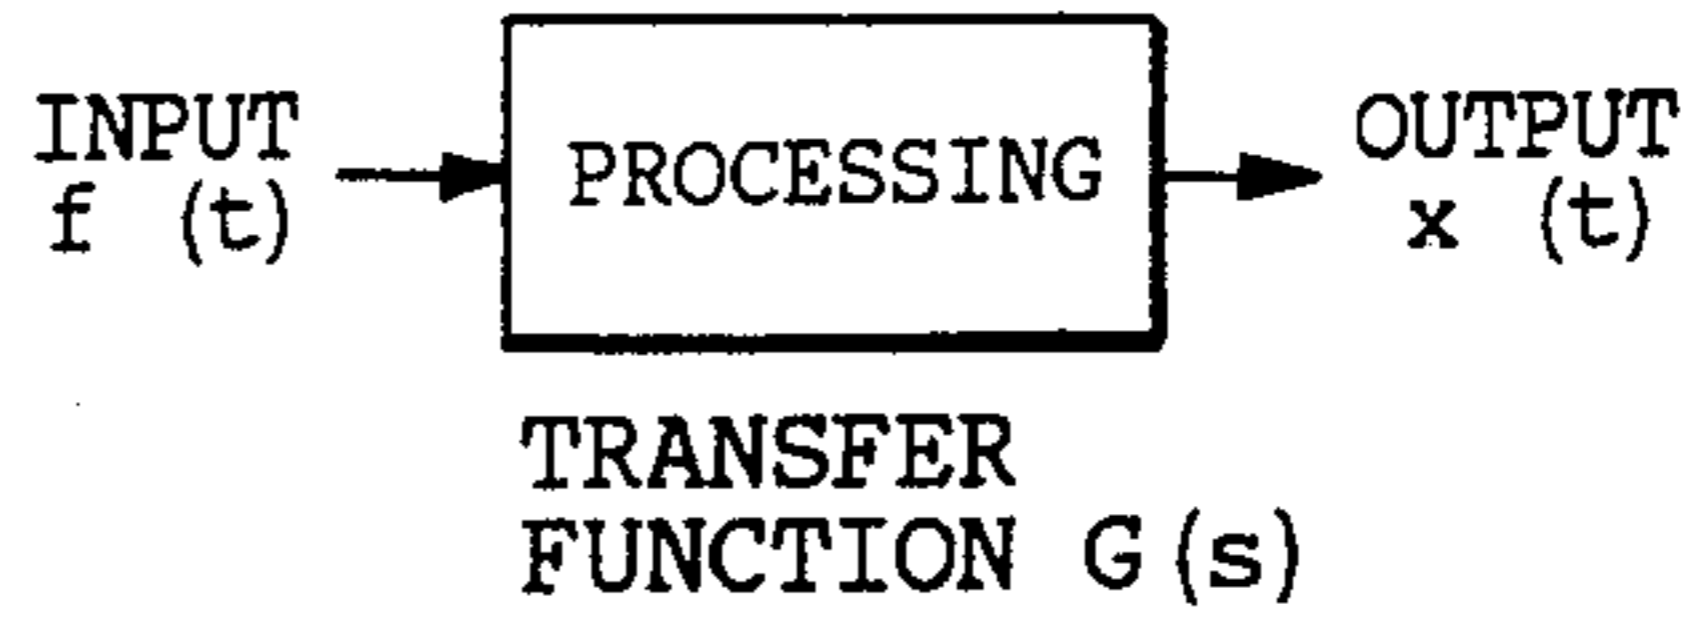 INPUT
f (t)
PROCESSING
OUTPUT
x (t)
TRANSFER
FUNCTION G(s)